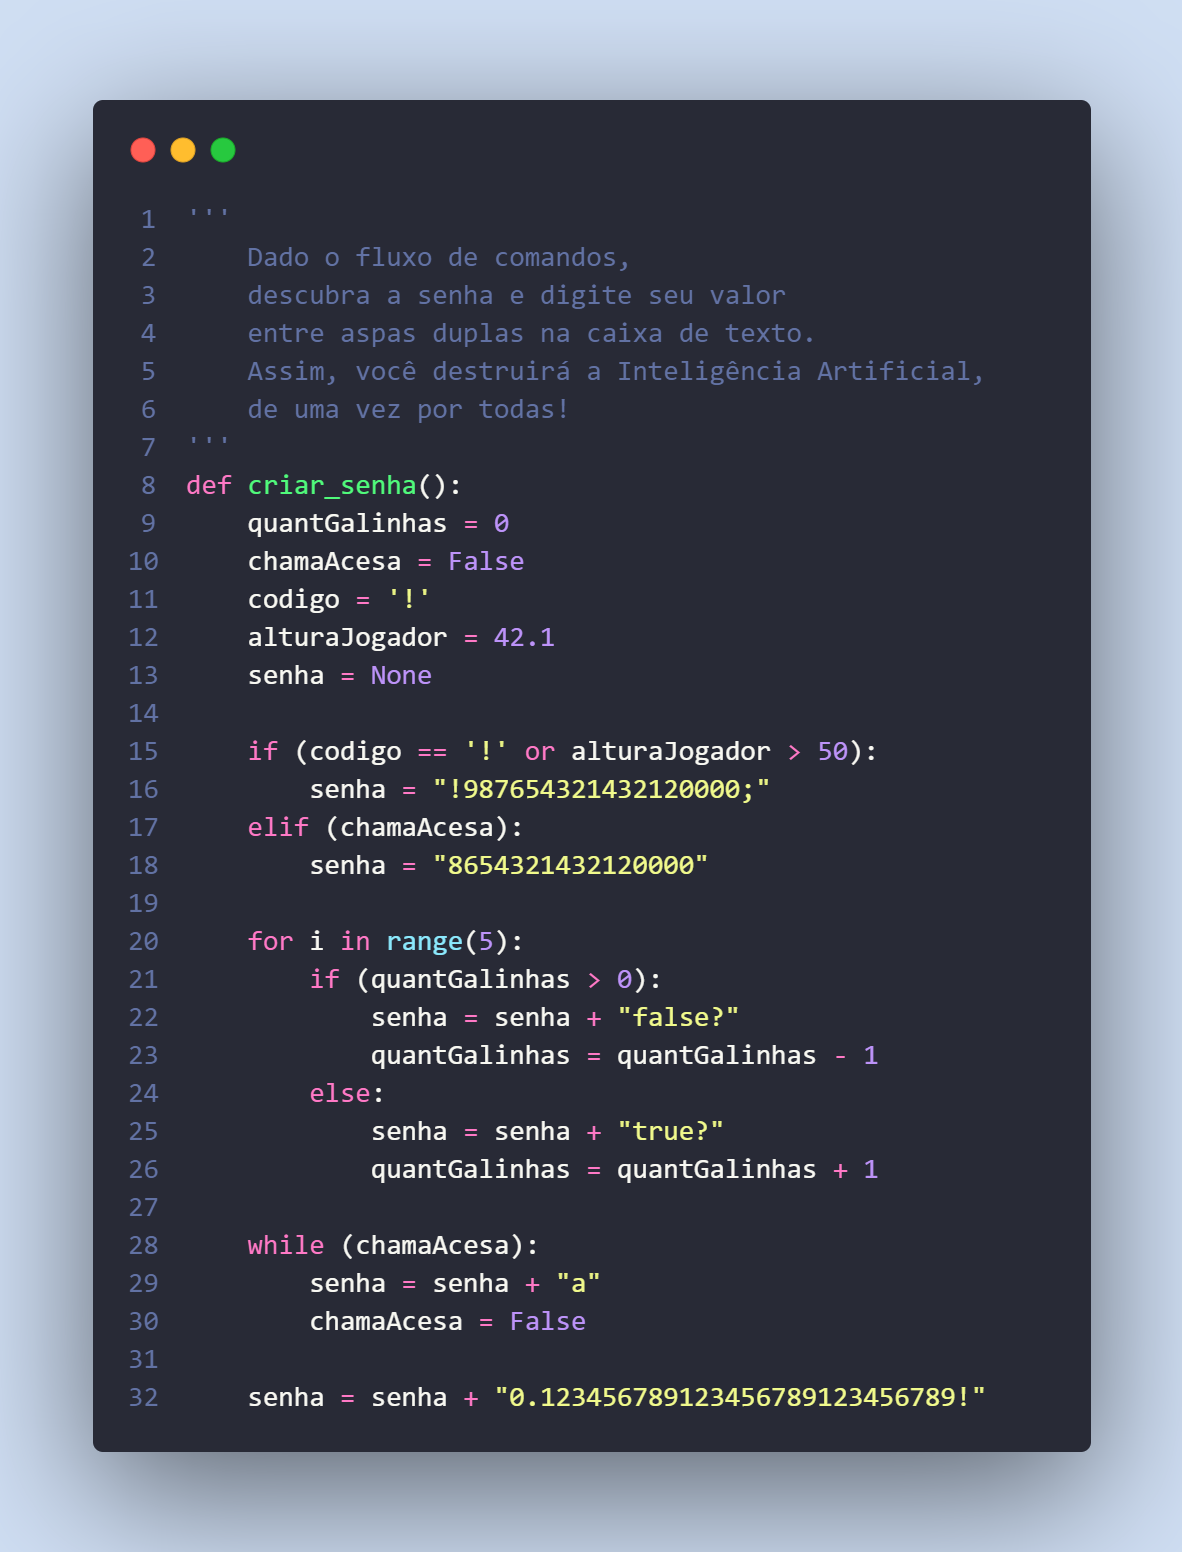 1 '''
2     Dado o fluxo de comandos,
3     descubra a senha e digite seu valor
4     entre aspas duplas na caixa de texto.
5     Assim, você destruirá a Inteligência Artificial,
6     de uma vez por todas!
7 '''
8 def criar_senha():
9     quantGalinhas = 0
10     chamaAcesa = False
11     codigo = '!'
12     alturaJogador = 42.1
13     senha = None
14
15     if (codigo == '!' or alturaJogador > 50):
16         senha = "!987654321432120000;"
17     elif (chamaAcesa):
18         senha = "8654321432120000"
19
20     for i in range(5):
21         if (quantGalinhas > 0):
22             senha = senha + "false?"
23             quantGalinhas = quantGalinhas - 1
24         else:
25             senha = senha + "true?"
26             quantGalinhas = quantGalinhas + 1
27
28     while (chamaAcesa):
29         senha = senha + "a"
30         chamaAcesa = False
31
32     senha = senha + "0.123456789123456789123456789!"